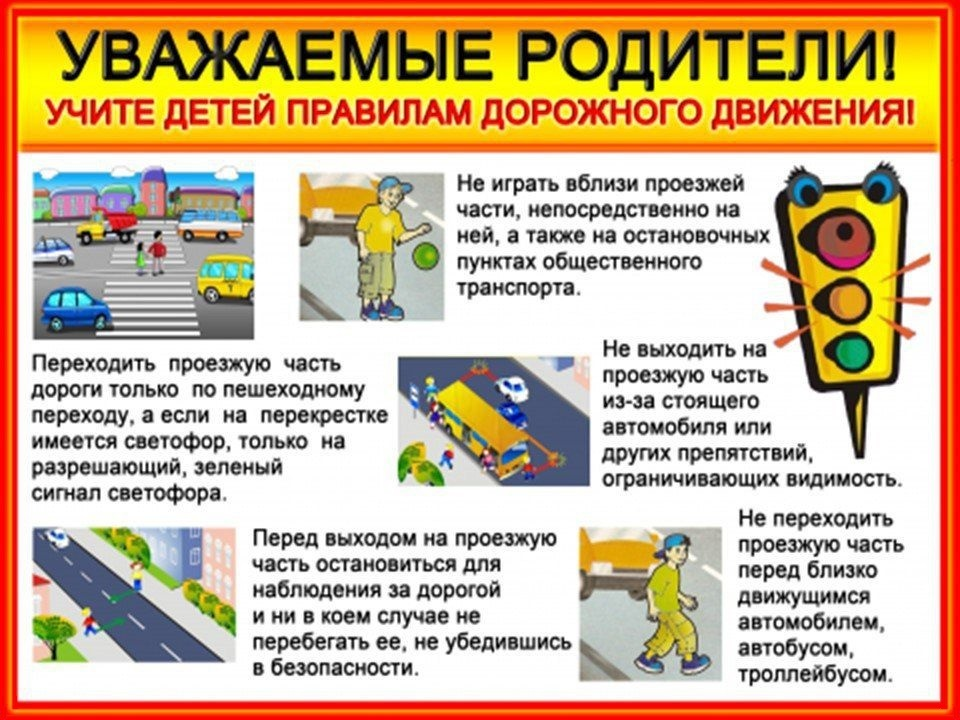 УВАЖАЕМЫЕ РОДИТЕЛИ!
УЧИТЕ ДЕТЕЙ ПРАВИЛАМ ДОРОЖНОГО ДВИЖЕНИЯ!
Не играть вблизи проезжей
части, непосредственно на
ней, а также на остановочных
пунктах общественного
транспорта.
Переходить проезжую часть
дороги только по пешеходному
переходу, а если на перекрестке
имеется светофор, только на
разрешающий, зеленый
сигнал светофора.
Не выходить на
проезжую часть
из-за стоящего
автомобиля или
других препятствий,
ограничивающих видимость.
Перед выходом на проезжую
часть остановиться для
наблюдения за дорогой
и ни в коем случае не
перебегать ее, не убедившись
в безопасности.
Не переходить
проезжую часть
перед близко
движущимся
автомобилем,
автобусом,
троллейбусом.